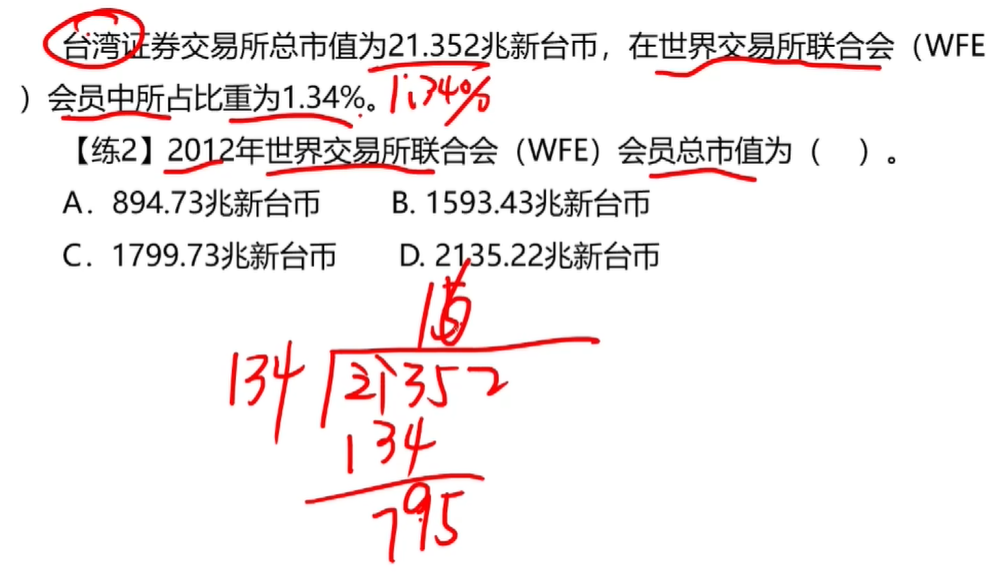 台湾证券交易所总市值为21.352兆新台币，在世界交易所联合会（WFE
）会员中所占比重为1.34%。 1.34%
【练2】2012年世界交易所联合会（WFE）会员总市值为（ ）。
A. 894.73兆新台币 B. 1593.43兆新台币
C. 1799.73兆新台币 D. 2135.22兆新台币
134 21352
134
795